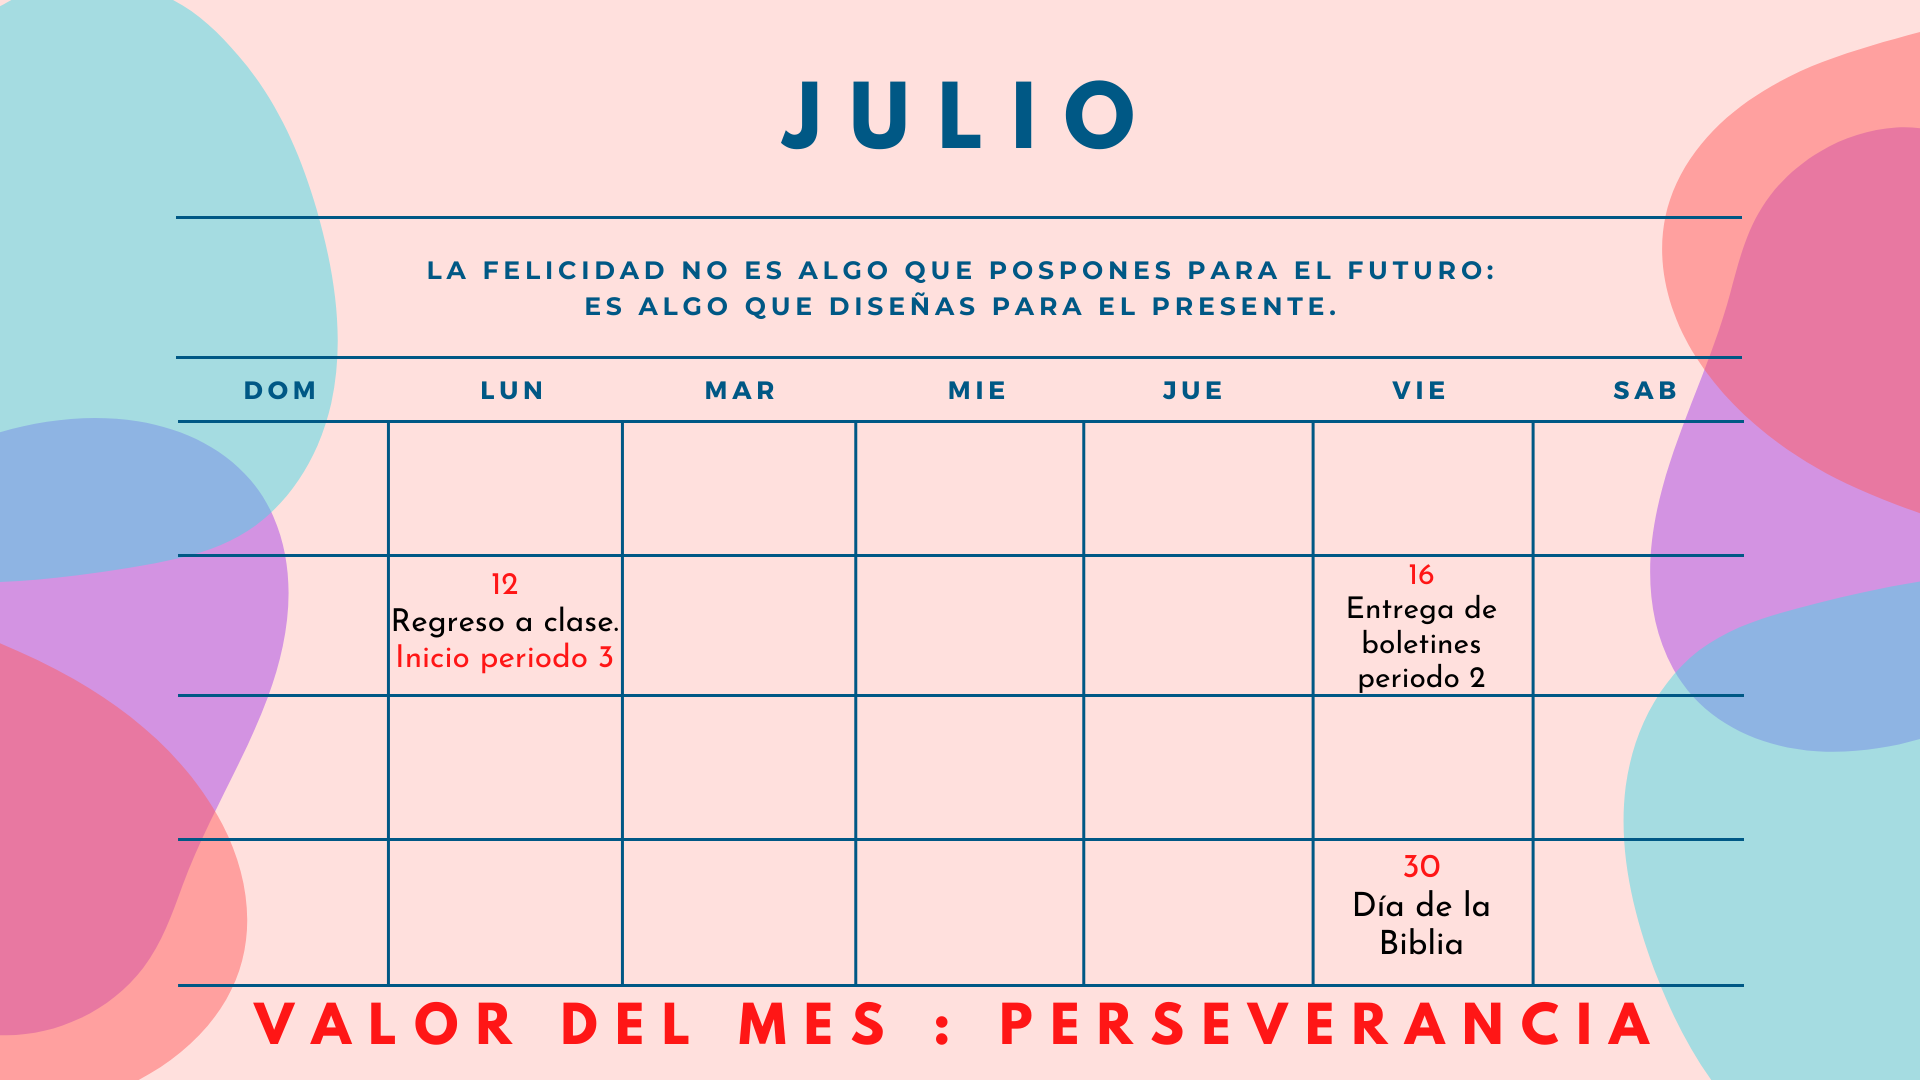 JULIO
LA FELICIDAD NO ES ALGO QUE POSPONES PARA EL FUTURO:
ES ALGO QUE DISEÑAS PARA EL PRESENTE.
DOM LUN MAR MIE JUE VIE SAB
12
Regreso a clase.
Inicio periodo 3
16
Entrega de
boletines
periodo 2
30
Día de la
Biblia
VALOR DEL MES : PERSEVERANCIA